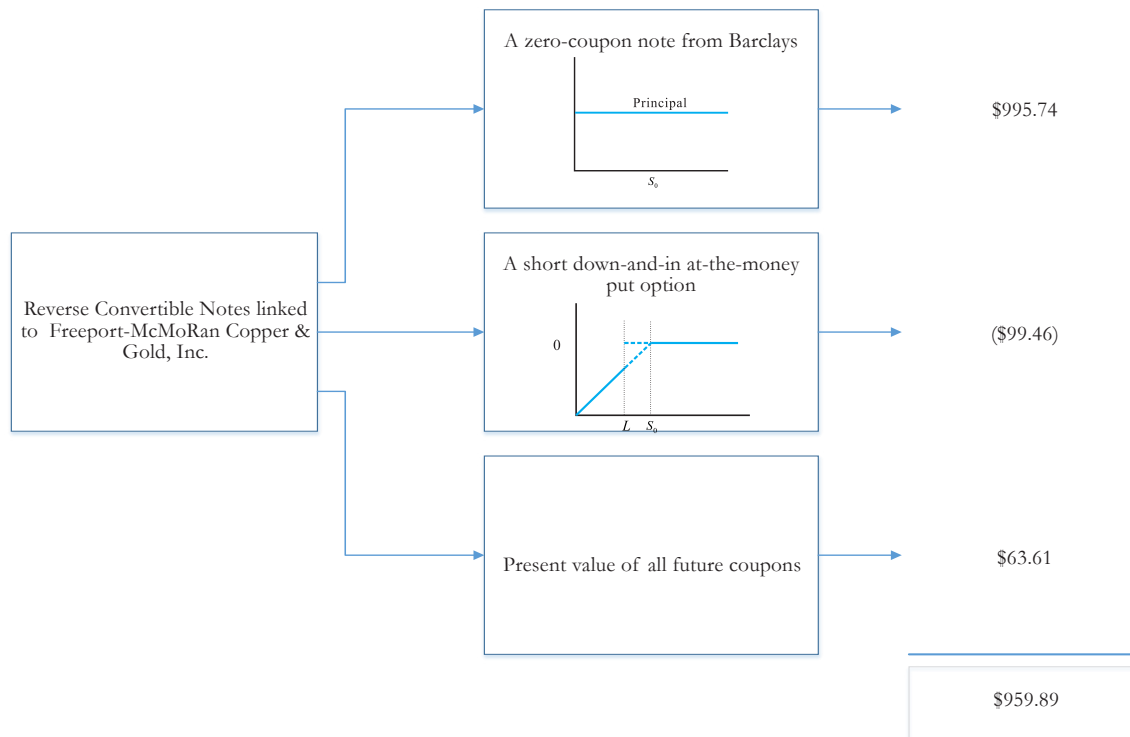 A zero-coupon note from Barclays
Principal
S₀
$995.74
Reverse Convertible Notes linked
to Freeport-McMoRan Copper &
Gold, Inc.
A short down-and-in at-the-money
put option
0
L S₀
($99.46)
Present value of all future coupons
$63.61
$959.89